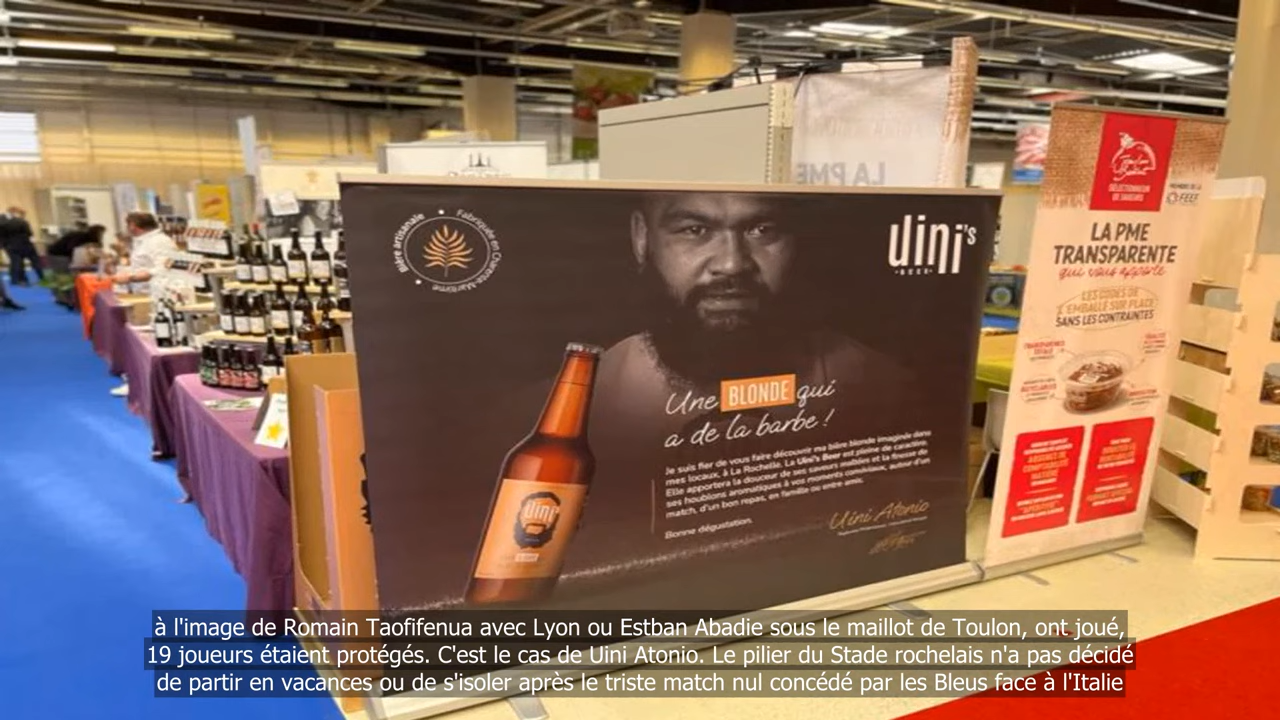 Bière artisanale
Fabriquée en Charente-Maritime
Uini's
BEER
Une BLONDE qui
a de la barbe !
Je suis fier de vous faire découvrir ma bière blonde imaginée dans
mes locaux, à La Rochelle. La Uini's Beer est pleine de caractère.
Elle apportera la douceur de ses saveurs maltées et la finesse de
ses houblons aromatiques à vos moments conviviaux, autour d'un
match, d'un bon repas, en famille ou entre amis.
Bonne dégustation.
Uini Atonio
Uini's
LA PME
SÉLECTIONNEUR
DE SAVEURS
FEEF
LA PME
TRANSPARENTE
qui vous apporte
LES CODES DE
L'EMBALLÉ SUR PLACE
SANS LES CONTRAINTES
à l'image de Romain Taofifenua avec Lyon ou Estban Abadie sous le maillot de Toulon, ont joué,
19 joueurs étaient protégés. C'est le cas de Uini Atonio. Le pilier du Stade rochelais n'a pas décidé
de partir en vacances ou de s'isoler après le triste match nul concédé par les Bleus face à l'Italie